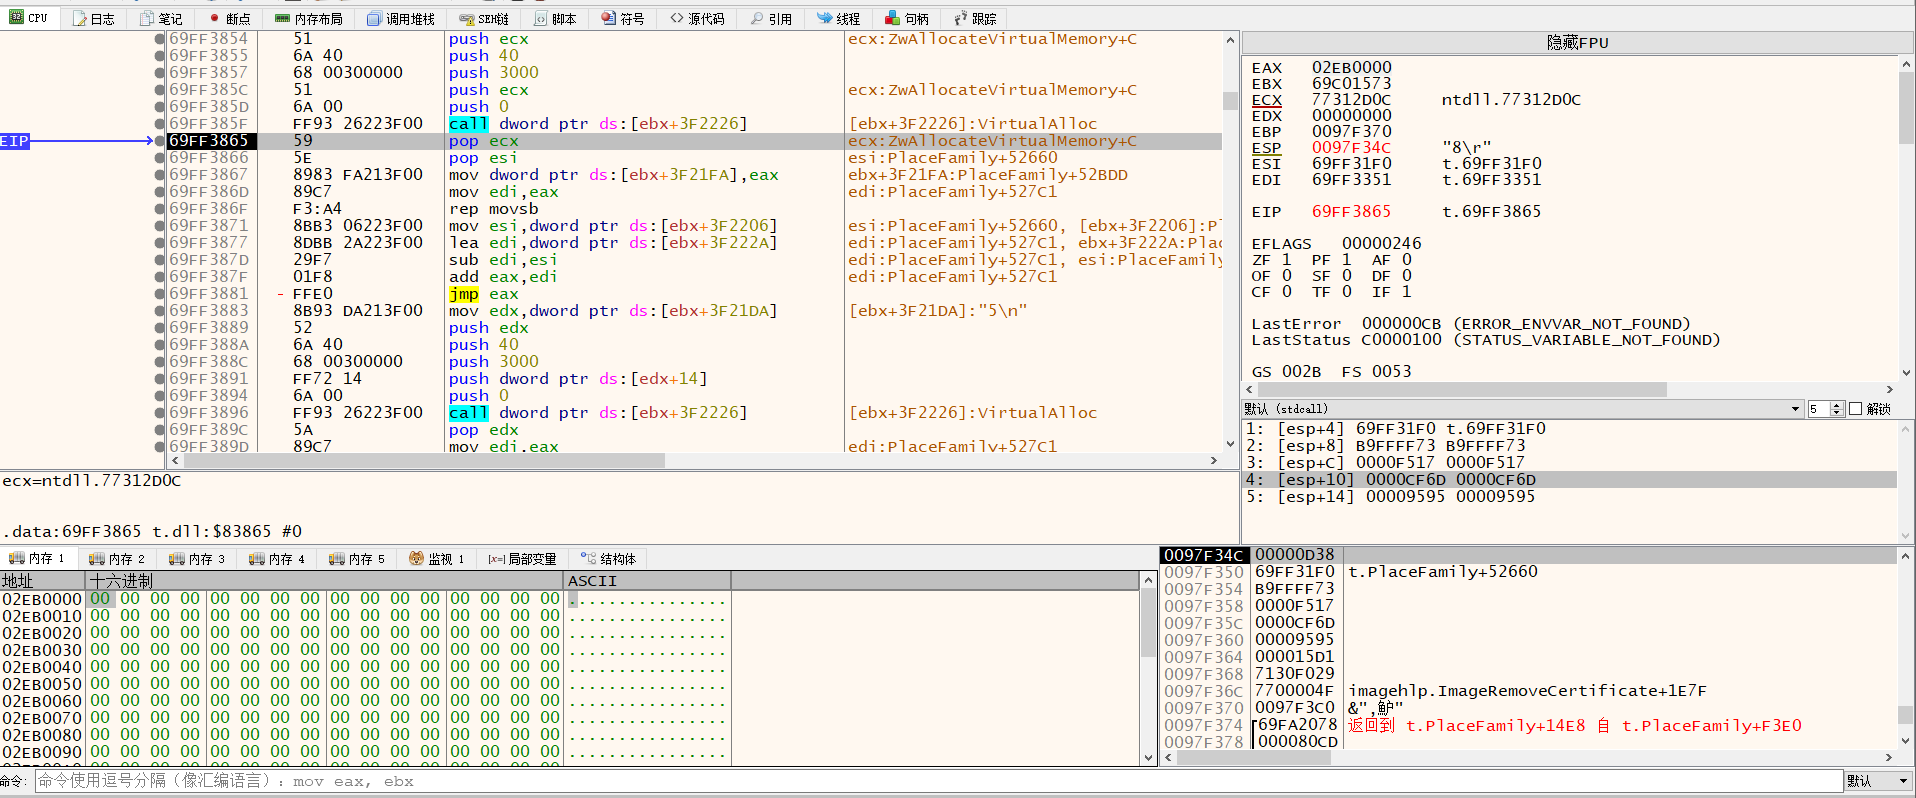 CPU 日志 笔记 断点 内存布局 调用堆栈 SEH链 脚本 符号 源代码 引用 线程 句柄 跟踪
69FF3854 51 push ecx ecx:ZwAllocateVirtualMemory+C
69FF3855 6A 40 push 40
69FF3857 68 00300000 push 3000
69FF385C 51 push ecx ecx:ZwAllocateVirtualMemory+C
69FF385D 6A 00 push 0
69FF385F FF93 26223F00 call dword ptr ds:[ebx+3F2226] [ebx+3F2226]:VirtualAlloc
EIP 69FF3865 59 pop ecx ecx:ZwAllocateVirtualMemory+C
69FF3866 5E pop esi esi:PlaceFamily+52660
69FF3867 8983 FA213F00 mov dword ptr ds:[ebx+3F21FA],eax ebx+3F21FA:PlaceFamily+52BDD
69FF386D 89C7 mov edi,eax edi:PlaceFamily+527C1
69FF386F F3:A4 rep movsb
69FF3871 8BB3 06223F00 mov esi,dword ptr ds:[ebx+3F2206] esi:PlaceFamily+52660, [ebx+3F2206]:P
69FF3877 8DBB 2A223F00 lea edi,dword ptr ds:[ebx+3F222A] edi:PlaceFamily+527C1, ebx+3F222A:Plac
69FF387D 29F7 sub edi,esi edi:PlaceFamily+527C1, esi:PlaceFamily
69FF387F 01F8 add eax,edi edi:PlaceFamily+527C1
69FF3881 - FFE0 jmp eax
69FF3883 8B93 DA213F00 mov edx,dword ptr ds:[ebx+3F21DA] [ebx+3F21DA]:"5\n"
69FF3889 52 push edx
69FF388A 6A 40 push 40
69FF388C 68 00300000 push 3000
69FF3891 FF72 14 push dword ptr ds:[edx+14]
69FF3894 6A 00 push 0
69FF3896 FF93 26223F00 call dword ptr ds:[ebx+3F2226] [ebx+3F2226]:VirtualAlloc
69FF389C 5A pop edx
69FF389D 89C7 mov edi,eax edi:PlaceFamily+527C1
隐藏FPU
EAX 02EB0000
EBX 69C01573
ECX 77312D0C ntdll.77312D0C
EDX 00000000
EBP 0097F370
ESP 0097F34C "8\r"
ESI 69FF31F0 t.69FF31F0
EDI 69FF3351 t.69FF3351
EIP 69FF3865 t.69FF3865
EFLAGS 00000246
ZF 1 PF 1 AF 0
OF 0 SF 0 DF 0
CF 0 TF 0 IF 1
LastError 000000CB (ERROR_ENVVAR_NOT_FOUND)
LastStatus C0000100 (STATUS_VARIABLE_NOT_FOUND)
GS 002B FS 0053
默认 (stdcall) 5 解锁
1: [esp+4] 69FF31F0 t.69FF31F0
2: [esp+8] B9FFFF73 B9FFFF73
3: [esp+C] 0000F517 0000F517
4: [esp+10] 0000CF6D 0000CF6D
5: [esp+14] 00009595 00009595
ecx=ntdll.77312D0C
.data:69FF3865 t.dll:$83865 #0
内存 1 内存 2 内存 3 内存 4 内存 5 监视 1 [x=] 局部变量 结构体
地址 十六进制 ASCII
02EB0000 00 00 00 00 00 00 00 00 00 00 00 00 00 00 00 00 ................
02EB0010 00 00 00 00 00 00 00 00 00 00 00 00 00 00 00 00 ................
02EB0020 00 00 00 00 00 00 00 00 00 00 00 00 00 00 00 00 ................
02EB0030 00 00 00 00 00 00 00 00 00 00 00 00 00 00 00 00 ................
02EB0040 00 00 00 00 00 00 00 00 00 00 00 00 00 00 00 00 ................
02EB0050 00 00 00 00 00 00 00 00 00 00 00 00 00 00 00 00 ................
02EB0060 00 00 00 00 00 00 00 00 00 00 00 00 00 00 00 00 ................
02EB0070 00 00 00 00 00 00 00 00 00 00 00 00 00 00 00 00 ................
02EB0080 00 00 00 00 00 00 00 00 00 00 00 00 00 00 00 00 ................
02EB0090 00 00 00 00 00 00 00 00 00 00 00 00 00 00 00 00 ................
0097F34C 00000D38
0097F350 69FF31F0 t.PlaceFamily+52660
0097F354 B9FFFF73
0097F358 0000F517
0097F35C 0000CF6D
0097F360 00009595
0097F364 000015D1
0097F368 7130F029
0097F36C 7700004F imagehlp.ImageRemoveCertificate+1E7F
0097F370 0097F3C0 &",鲈"
0097F374 69FA2078 返回到 t.PlaceFamily+14E8 自 t.PlaceFamily+F3E0
0097F378 000080CD
命令: 命令使用逗号分隔（像汇编语言）: mov eax, ebx 默认